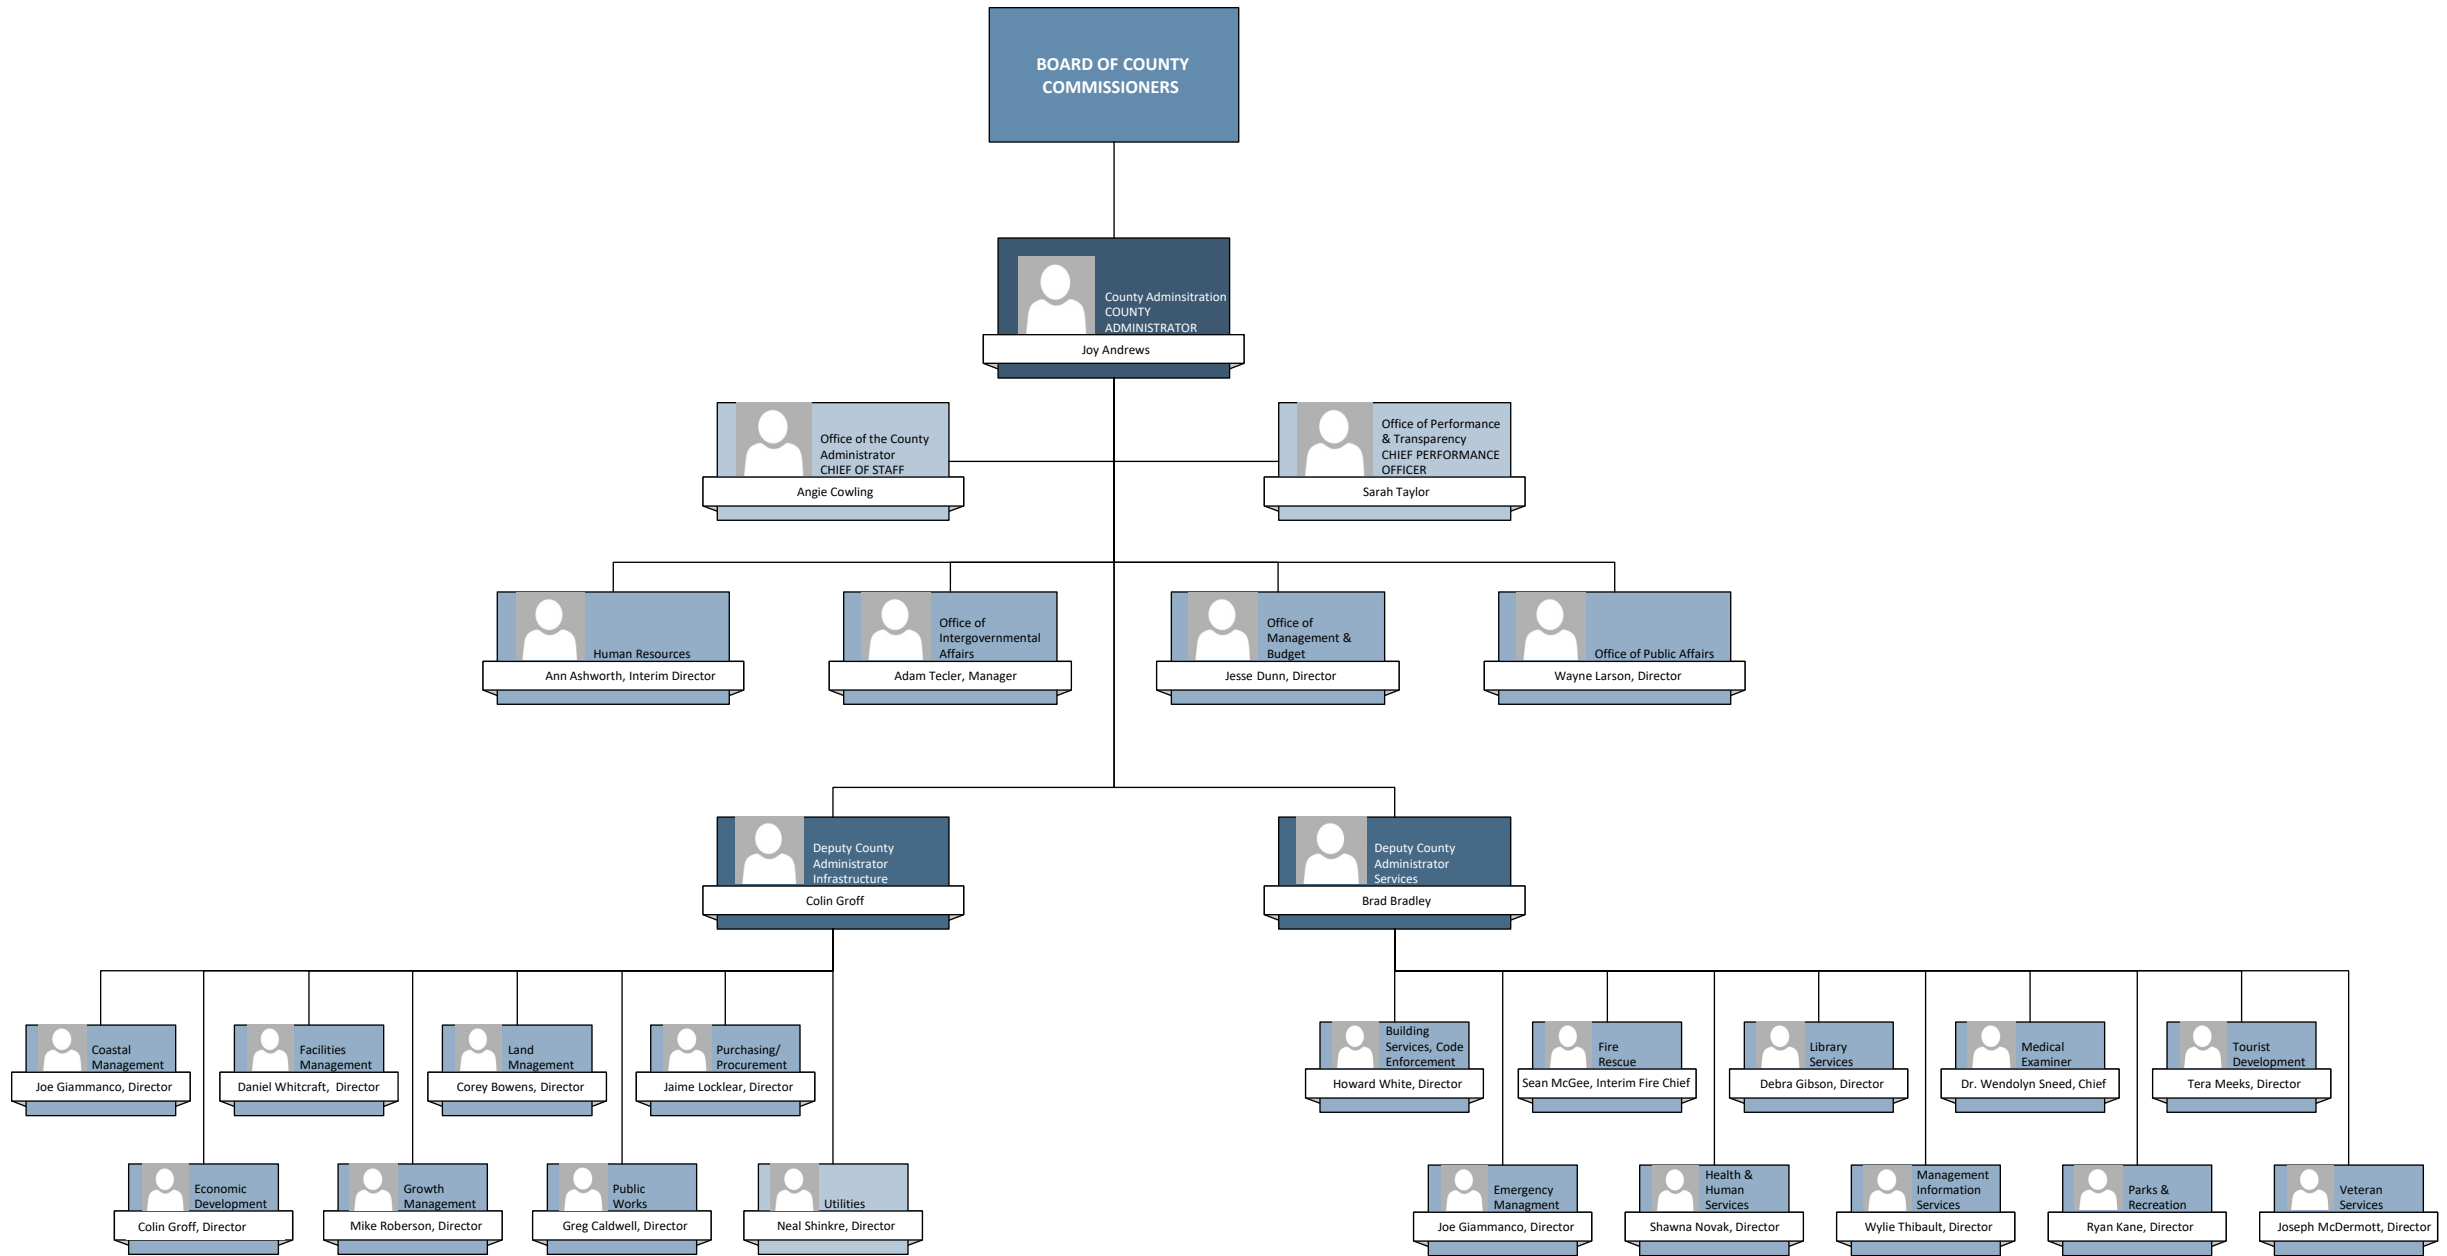 BOARD OF COUNTY
COMMISSIONERS
County Adminsitration
COUNTY
ADMINISTRATOR
Joy Andrews
Office of the County
Administrator
CHIEF OF STAFF
Angie Cowling
Office of Performance
& Transparency
CHIEF PERFORMANCE
OFFICER
Sarah Taylor
Human Resources
Ann Ashworth, Interim Director
Office of
Intergovernmental
Affairs
Adam Tecler, Manager
Office of
Management &
Budget
Jesse Dunn, Director
Office of Public Affairs
Wayne Larson, Director
Deputy County
Administrator
Infrastructure
Colin Groff
Deputy County
Administrator
Services
Brad Bradley
Coastal
Management
Joe Giammanco, Director
Facilities
Management
Daniel Whitcraft, Director
Land
Mnagement
Corey Bowens, Director
Purchasing/
Procurement
Jaime Locklear, Director
Building
Services, Code
Enforcement
Howard White, Director
Fire
Rescue
Sean McGee, Interim Fire Chief
Library
Services
Debra Gibson, Director
Medical
Examiner
Dr. Wendolyn Sneed, Chief
Tourist
Development
Tera Meeks, Director
Economic
Development
Colin Groff, Director
Growth
Management
Mike Roberson, Director
Public
Works
Greg Caldwell, Director
Utilities
Neal Shinkre, Director
Emergency
Managment
Joe Giammanco, Director
Health &
Human
Services
Shawna Novak, Director
Management
Information
Services
Wylie Thibault, Director
Parks &
Recreation
Ryan Kane, Director
Veteran
Services
Joseph McDermott, Director